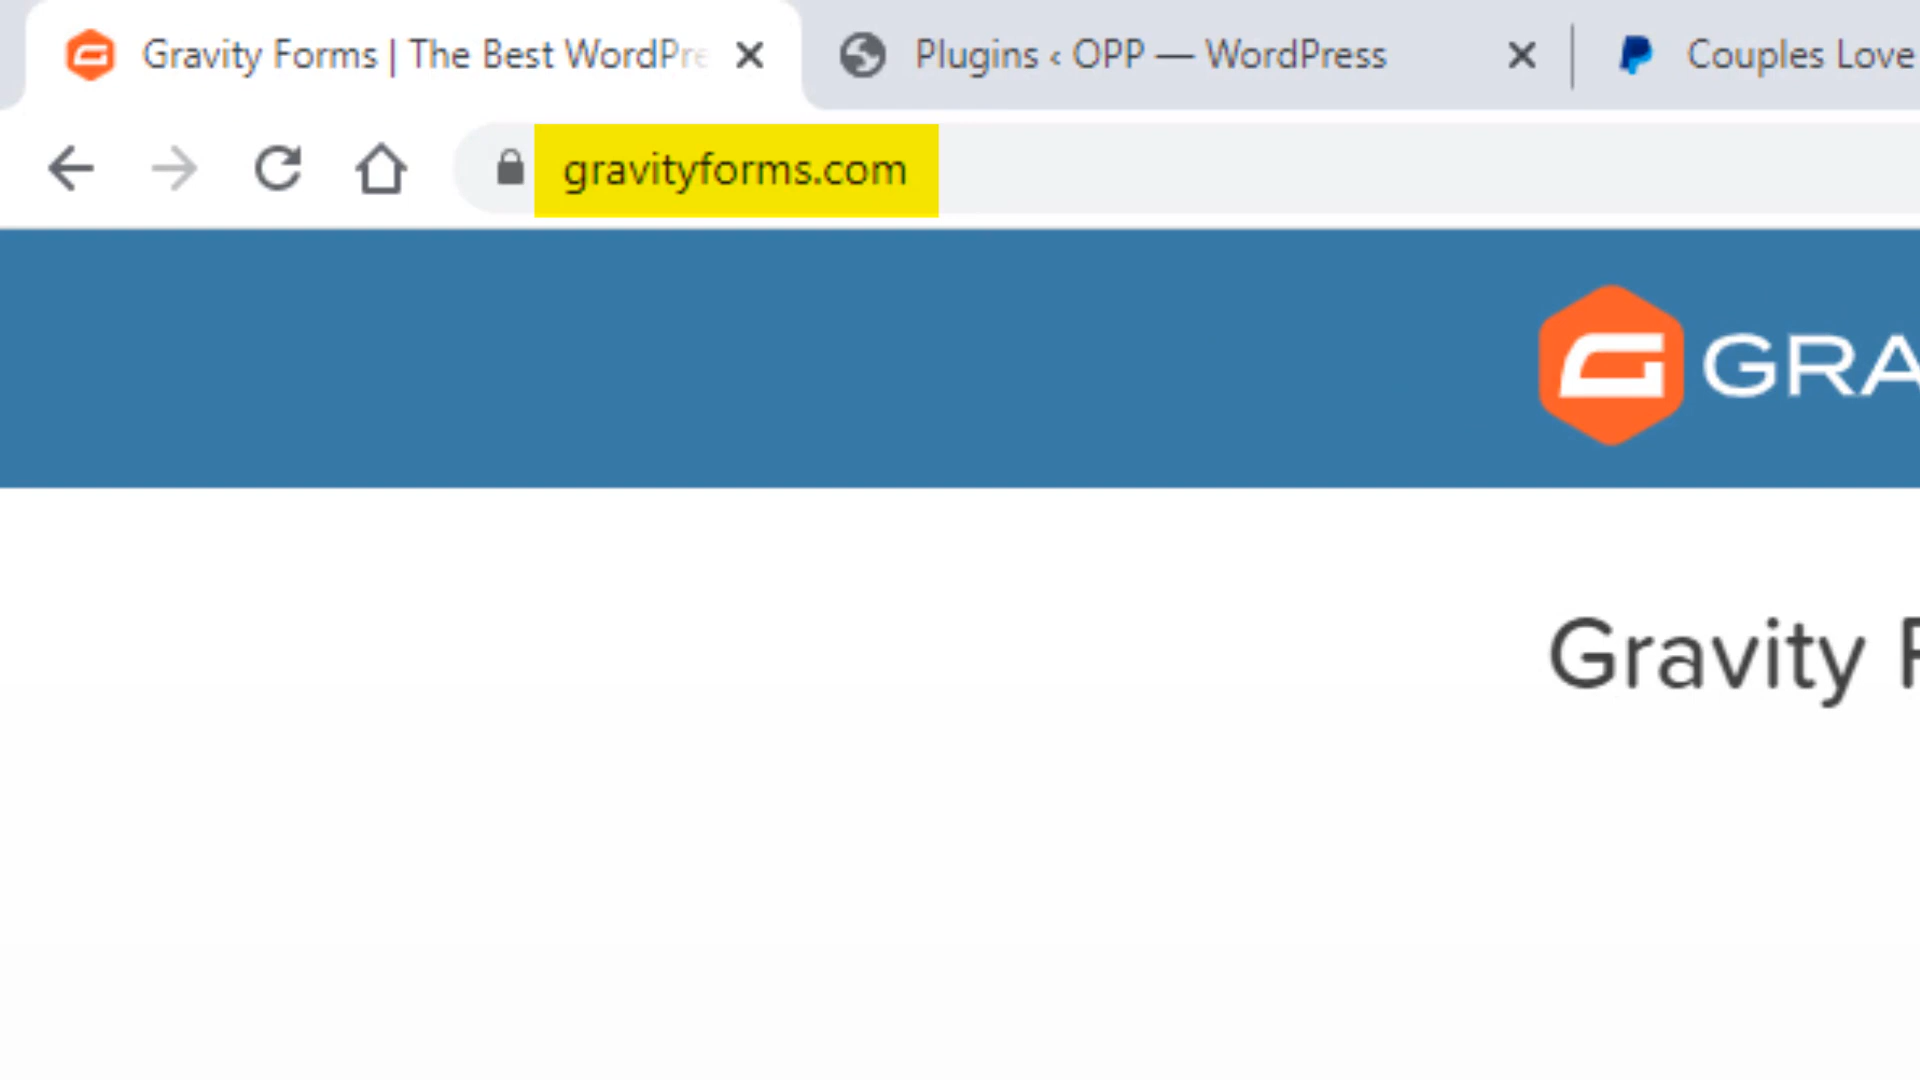 Gravity Forms | The Best WordPre
Plugins ‹ OPP — WordPress
Couples Love
gravityforms.com
GRA
Gravity F